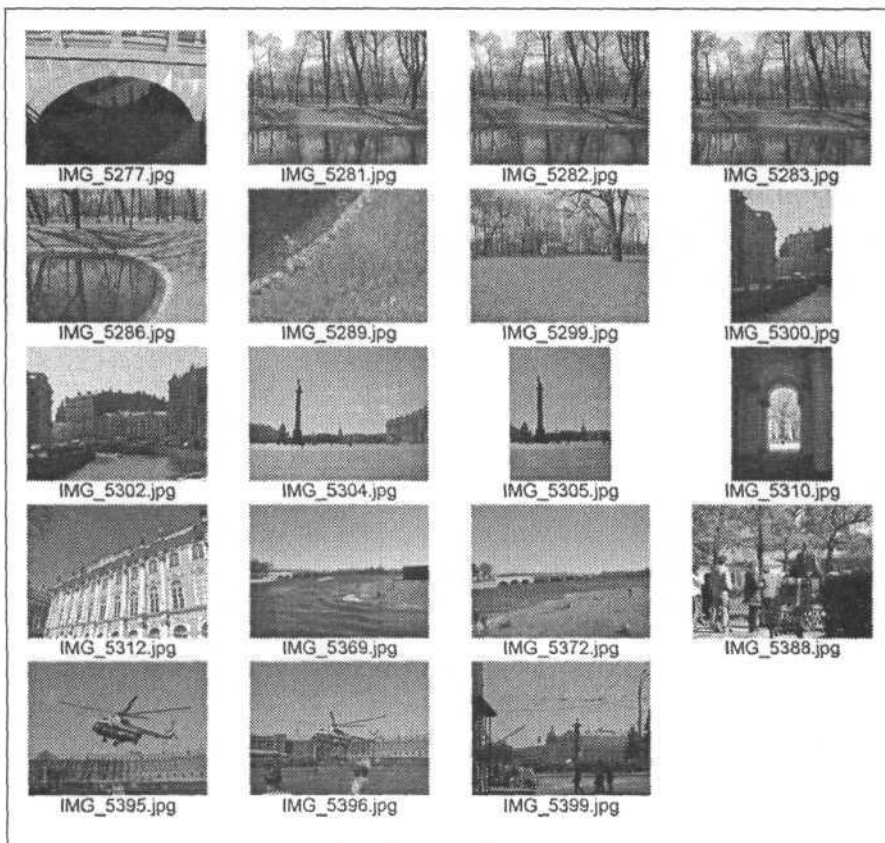 IMG_5277.jpg IMG_5281.jpg IMG_5282.jpg IMG_5283.jpg
IMG_5286.jpg IMG_5289.jpg IMG_5299.jpg IMG_5300.jpg
IMG_5302.jpg IMG_5304.jpg IMG_5305.jpg IMG_5310.jpg
IMG_5312.jpg IMG_5369.jpg IMG_5372.jpg IMG_5388.jpg
IMG_5395.jpg IMG_5396.jpg IMG_5399.jpg